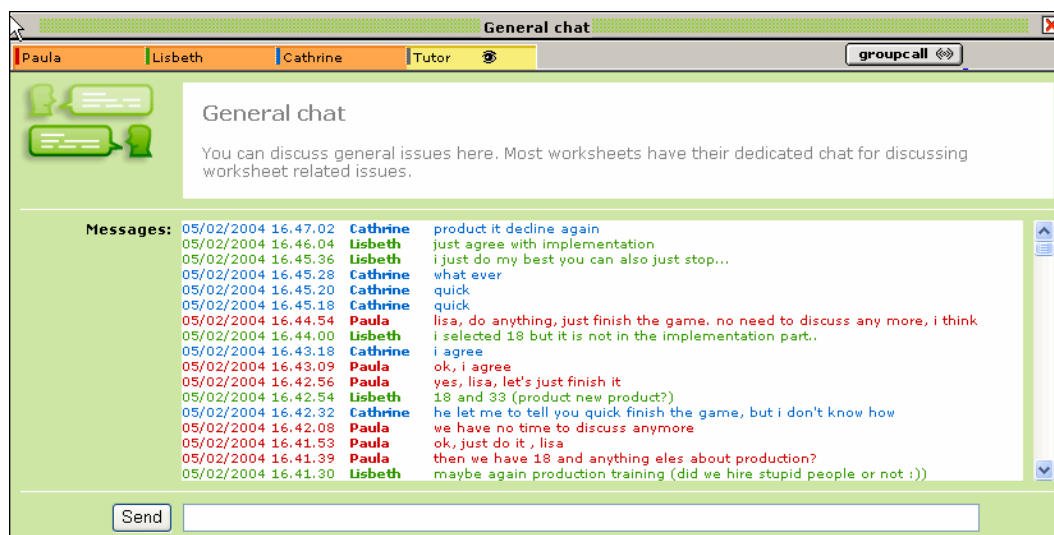 General chat
Paula Lisbeth Cathrine Tutor groupcall
General chat
You can discuss general issues here. Most worksheets have their dedicated chat for discussing
worksheet related issues.
Messages: 05/02/2004 16.47.02 Cathrine product it decline again
05/02/2004 16.46.04 Lisbeth just agree with implementation
05/02/2004 16.45.36 Lisbeth i just do my best you can also just stop...
05/02/2004 16.45.28 Cathrine what ever
05/02/2004 16.45.20 Cathrine quick
05/02/2004 16.45.18 Cathrine quick
05/02/2004 16.44.54 Paula lisa, do anything, just finish the game. no need to discuss any more, i think
05/02/2004 16.44.00 Lisbeth i selected 18 but it is not in the implementation part..
05/02/2004 16.43.18 Cathrine i agree
05/02/2004 16.43.09 Paula ok, i agree
05/02/2004 16.42.56 Paula yes, lisa, let's just finish it
05/02/2004 16.42.54 Lisbeth 18 and 33 (product new product?)
05/02/2004 16.42.32 Cathrine he let me to tell you quick finish the game, but i don't know how
05/02/2004 16.42.08 Paula we have no time to discuss anymore
05/02/2004 16.41.53 Paula ok, just do it , lisa
05/02/2004 16.41.39 Paula then we have 18 and anything eles about production?
05/02/2004 16.41.30 Lisbeth maybe again production training (did we hire stupid people or not :))
Send